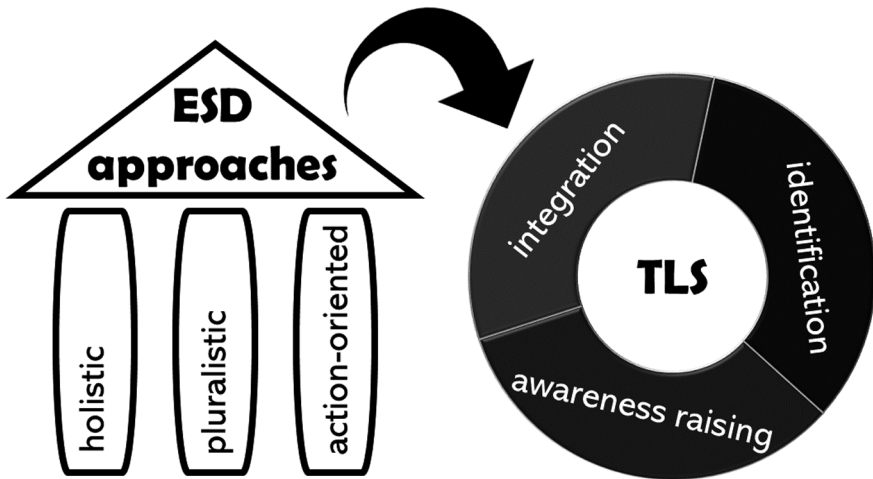 ESD
approaches
holistic
pluralistic
action-oriented
integration
identification
TLS
awareness raising